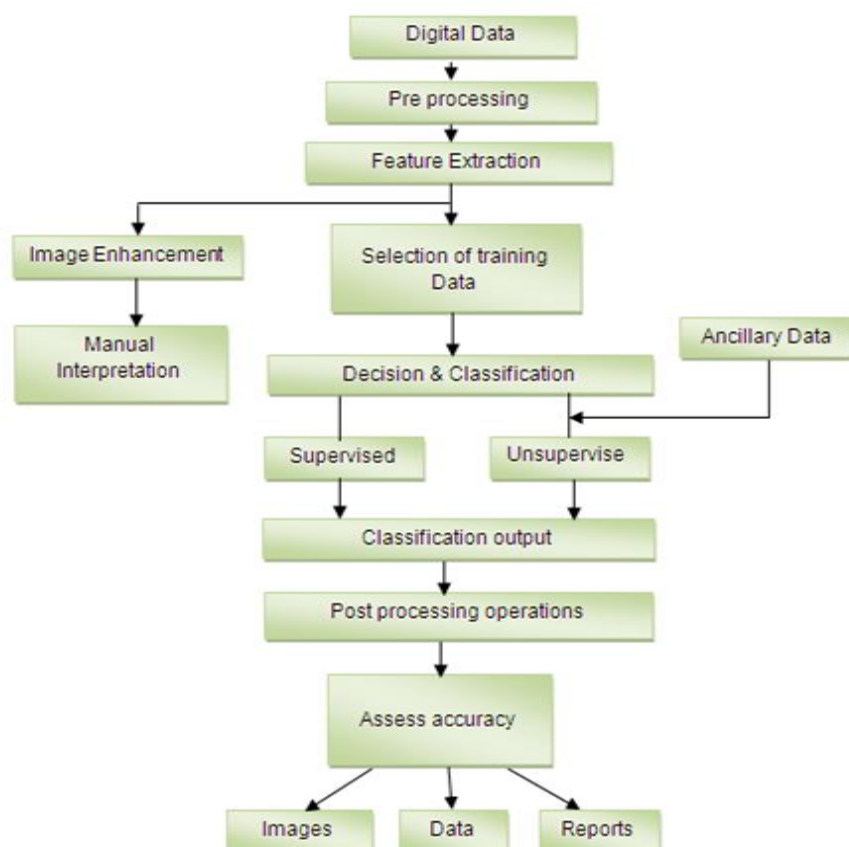 Digital Data
Pre processing
Feature Extraction
Image Enhancement
Selection of training
Data
Manual
Interpretation
Ancillary Data
Decision & Classification
Supervised
Unsupervise
Classification output
Post processing operations
Assess accuracy
Images
Data
Reports